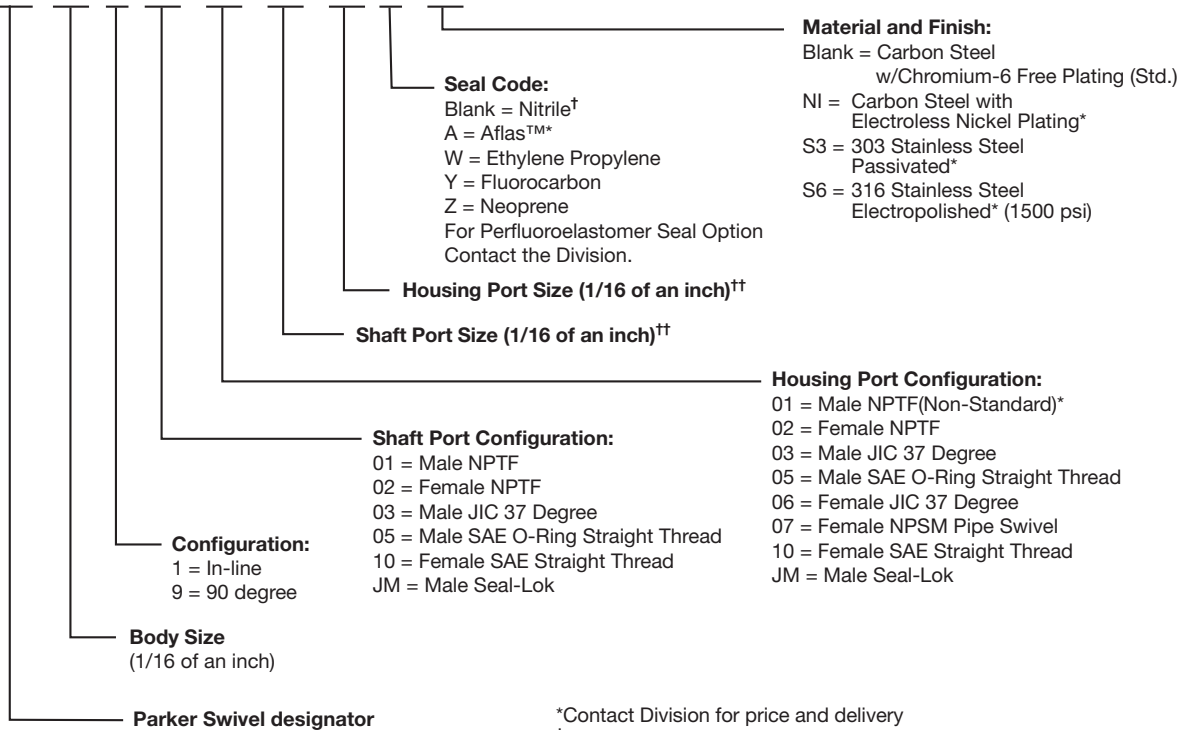 Material and Finish:
Blank = Carbon Steel
w/Chromium-6 Free Plating (Std.)
NI = Carbon Steel with
Electroless Nickel Plating*
S3 = 303 Stainless Steel
Passivated*
S6 = 316 Stainless Steel
Electropolished* (1500 psi)
Seal Code:
Blank = Nitrile†
A = Aflas™*
W = Ethylene Propylene
Y = Fluorocarbon
Z = Neoprene
For Perfluoroelastomer Seal Option
Contact the Division.
Housing Port Size (1/16 of an inch)††
Shaft Port Size (1/16 of an inch)††
Housing Port Configuration:
01 = Male NPTF(Non-Standard)*
02 = Female NPTF
03 = Male JIC 37 Degree
05 = Male SAE O-Ring Straight Thread
06 = Female JIC 37 Degree
07 = Female NPSM Pipe Swivel
10 = Female SAE Straight Thread
JM = Male Seal-Lok
Shaft Port Configuration:
01 = Male NPTF
02 = Female NPTF
03 = Male JIC 37 Degree
05 = Male SAE O-Ring Straight Thread
10 = Female SAE Straight Thread
JM = Male Seal-Lok
Configuration:
1 = In-line
9 = 90 degree
Body Size
(1/16 of an inch)
Parker Swivel designator
*Contact Division for price and delivery